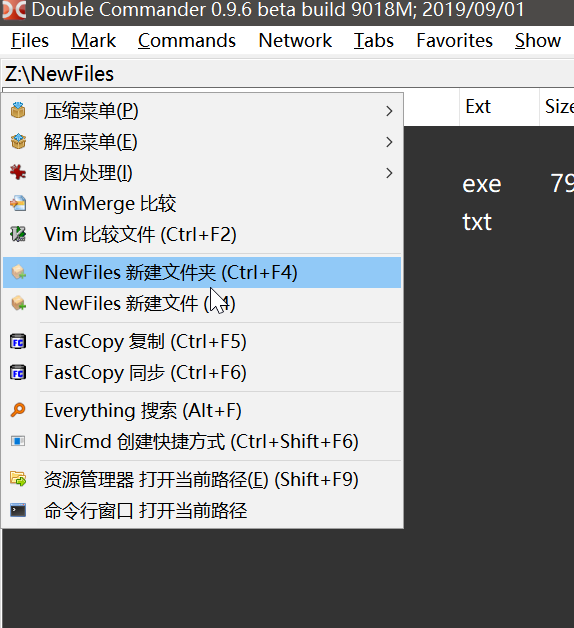 Double Commander 0.9.6 beta build 9018M; 2019/09/01
Files Mark Commands Network Tabs Favorites Show
Z:\NewFiles
Ext Size
压缩菜单(P)
解压菜单(E)
图片处理(I)
exe 79
WinMerge 比较
txt
Vim 比较文件 (Ctrl+F2)
NewFiles 新建文件夹 (Ctrl+F4)
NewFiles 新建文件
FastCopy 复制 (Ctrl+F5)
FastCopy 同步 (Ctrl+F6)
Everything 搜索 (Alt+F)
NirCmd 创建快捷方式 (Ctrl+Shift+F6)
资源管理器 打开当前路径(E) (Shift+F9)
命令行窗口 打开当前路径